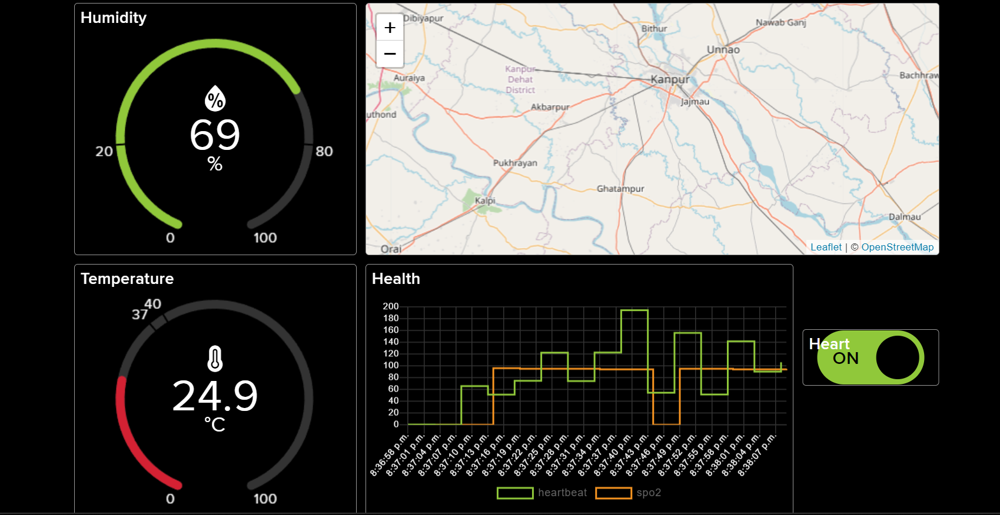 Humidity
%
69
%
20
80
0
100
+
−
Dibiyapur
Bithur
Nawab Ganj
Unnao
Kanpur
Dehat
District
Auraiya
Kanpur
Bachhraw
Jajmau
Akbarpur
uthond
Pukhrayan
Ghatampur
Kalpi
Dalmau
Orai
Leaflet | © OpenStreetMap
Temperature
40
37
24.9
°C
0
100
Health
200
180
160
140
120
100
80
60
40
20
0
8:36:58 p.m.
8:37:01 p.m.
8:37:04 p.m.
8:37:07 p.m.
8:37:10 p.m.
8:37:13 p.m.
8:37:16 p.m.
8:37:19 p.m.
8:37:22 p.m.
8:37:25 p.m.
8:37:28 p.m.
8:37:31 p.m.
8:37:34 p.m.
8:37:37 p.m.
8:37:40 p.m.
8:37:43 p.m.
8:37:46 p.m.
8:37:49 p.m.
8:37:52 p.m.
8:37:55 p.m.
8:37:58 p.m.
8:38:01 p.m.
8:38:04 p.m.
8:38:07 p.m.
heartbeat
spo2
Heart
ON